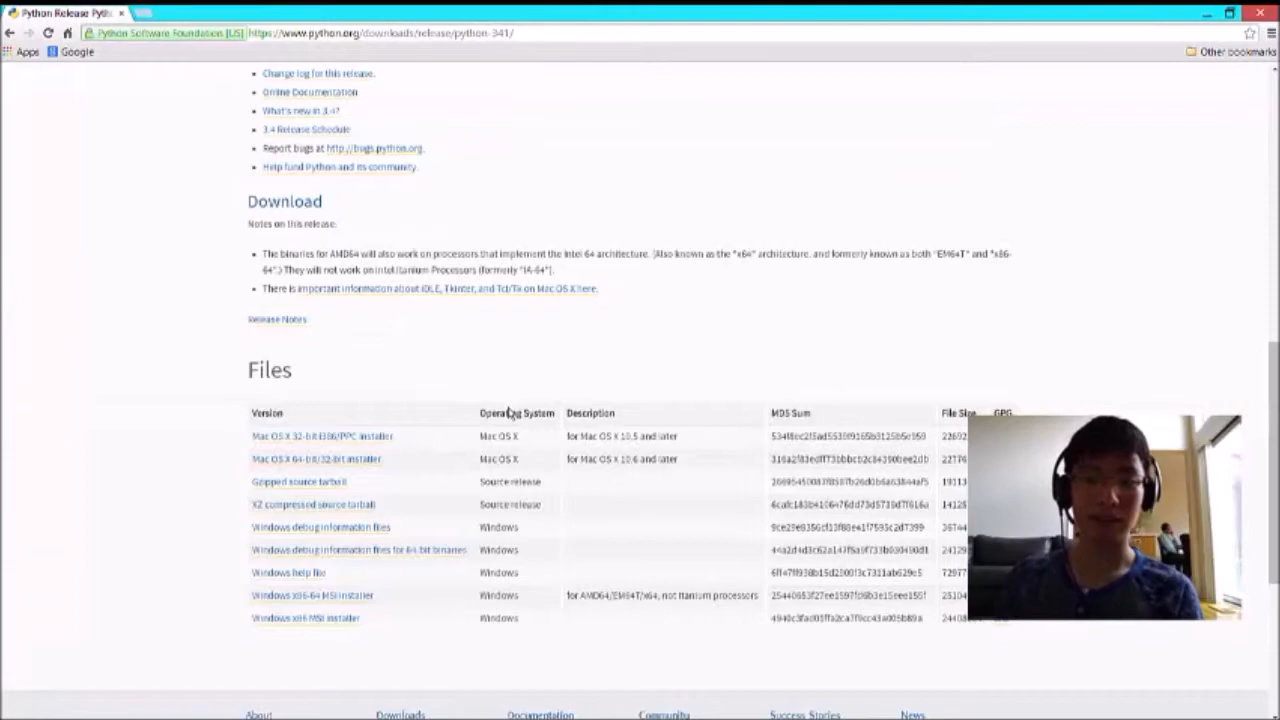 Python Release Pyth
Python Software Foundation [US] https://www.python.org/downloads/release/python-341/
Apps Google Other bookmarks
Change log for this release.
Online Documentation
What's new in 3.4?
3.4 Release Schedule
Report bugs at http://bugs.python.org.
Help fund Python and its community.
Download
Notes on this release:
The binaries for AMD64 will also work on processors that implement the Intel 64 architecture. (Also known as the "x64" architecture, and formerly known as both "EM64T" and "x86-
64".) They will not work on Intel Itanium Processors (formerly "IA-64").
There is important information about IDLE, Tkinter, and Tcl/Tk on Mac OS X here.
Release Notes
Files
Version Operating System Description MD5 Sum File Size GPG
Mac OS X 32-bit i386/PPC installer Mac OS X for Mac OS X 10.5 and later
Mac OS X 64-bit/32-bit installer Mac OS X for Mac OS X 10.6 and later
Gzipped source tarball Source release
XZ compressed source tarball Source release
Windows debug information files Windows
Windows debug information files for 64-bit binaries Windows
Windows help file Windows
Windows x86-64 MSI installer Windows for AMD64/EM64T/x64, not Itanium processors
Windows x86 MSI installer Windows
About Downloads Documentation Community Success Stories News